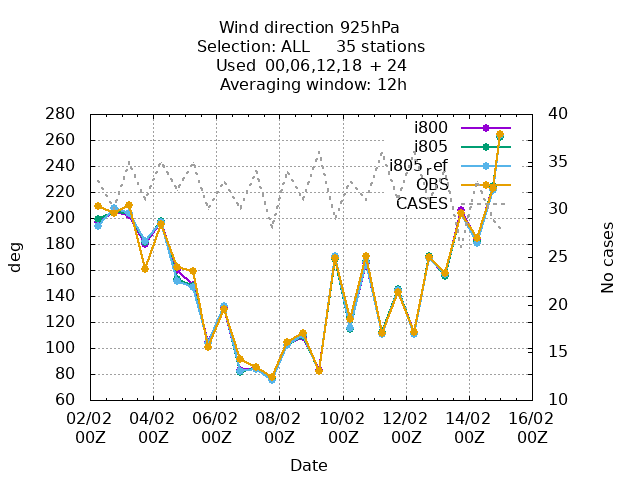 Wind direction 925hPa
Selection: ALL 35 stations
Used 00,06,12,18 + 24
Averaging window: 12h
280
260
240
220
200
180
160
140
120
100
80
60
deg
40
35
30
25
20
15
10
No cases
i800
i805
i805_ref
OBS
CASES
02/02 04/02 06/02 08/02 10/02 12/02 14/02 16/02
00Z 00Z 00Z 00Z 00Z 00Z 00Z 00Z
Date